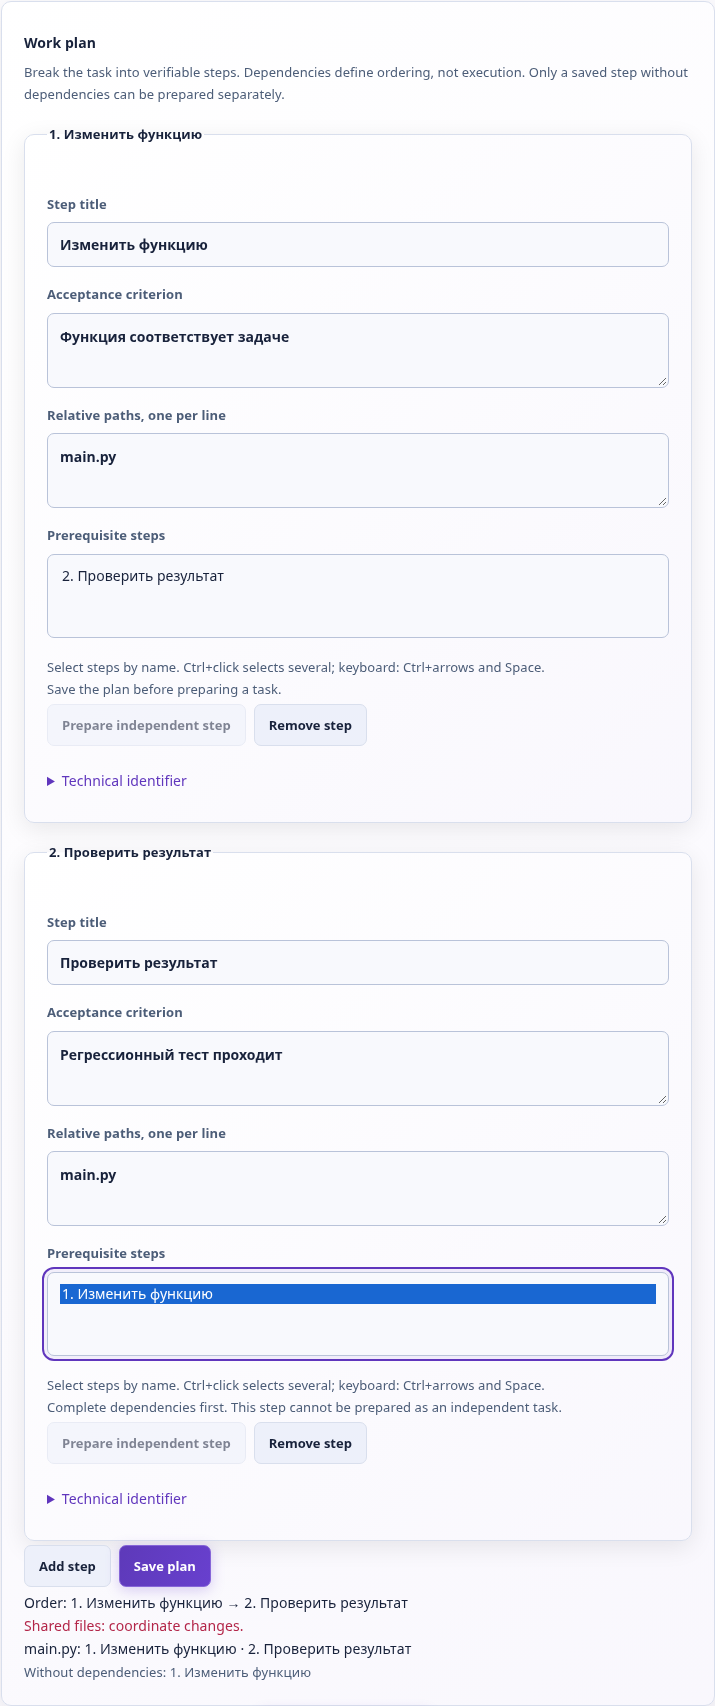 Work plan
Break the task into verifiable steps. Dependencies define ordering, not execution. Only a saved step without
dependencies can be prepared separately.
1. Изменить функцию
Step title
Изменить функцию
Acceptance criterion
Функция соответствует задаче
Relative paths, one per line
main.py
Prerequisite steps
2. Проверить результат
Select steps by name. Ctrl+click selects several; keyboard: Ctrl+arrows and Space.
Save the plan before preparing a task.
Prepare independent step Remove step
Technical identifier
2. Проверить результат
Step title
Проверить результат
Acceptance criterion
Регрессионный тест проходит
Relative paths, one per line
main.py
Prerequisite steps
1. Изменить функцию
Select steps by name. Ctrl+click selects several; keyboard: Ctrl+arrows and Space.
Complete dependencies first. This step cannot be prepared as an independent task.
Prepare independent step Remove step
Technical identifier
Add step Save plan
Order: 1. Изменить функцию → 2. Проверить результат
Shared files: coordinate changes.
main.py: 1. Изменить функцию · 2. Проверить результат
Without dependencies: 1. Изменить функцию